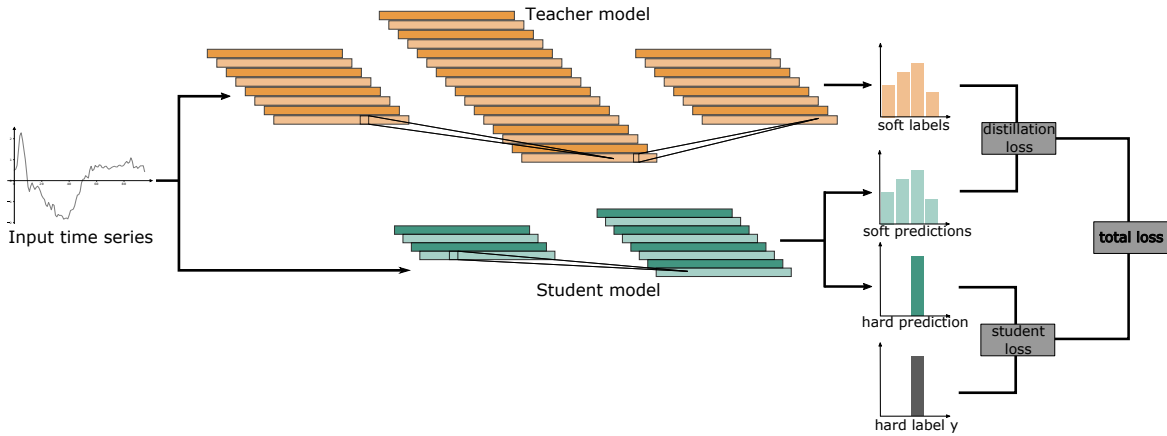 Teacher model
soft labels
distillation
loss
soft predictions
Input time series
total loss
Student model
hard prediction
student
loss
hard label y